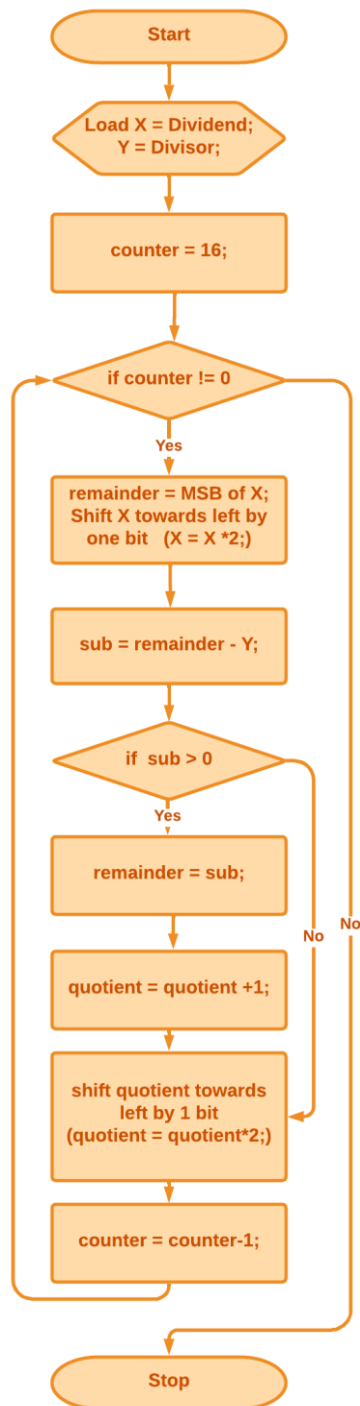 Start
Load X = Dividend;
Y = Divisor;
counter = 16;
if counter != 0
Yes
remainder = MSB of X;
Shift X towards left by
one bit (X = X *2;)
sub = remainder - Y;
if sub > 0
Yes
remainder = sub;
No
No
quotient = quotient +1;
shift quotient towards
left by 1 bit
(quotient = quotient*2;)
counter = counter-1;
Stop